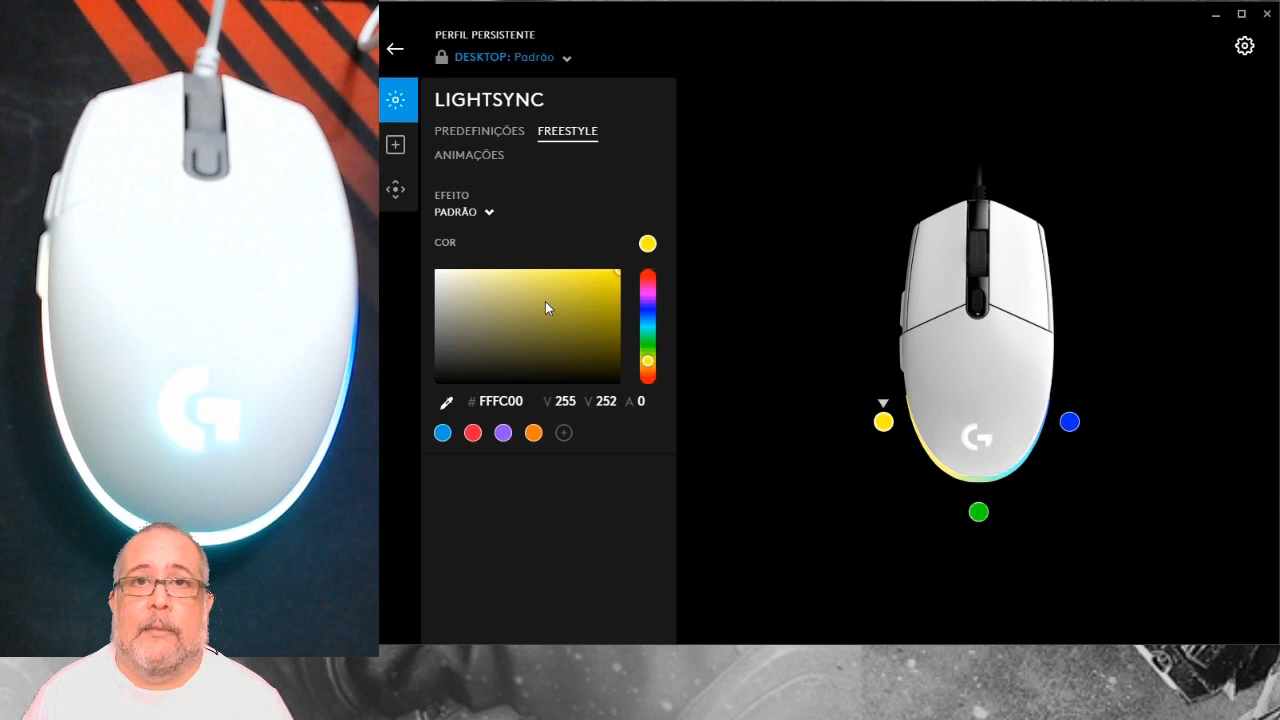 PERFIL PERSISTENTE
DESKTOP: Padrão
LIGHTSYNC
PREDEFINIÇÕES FREESTYLE
ANIMAÇÕES
EFEITO
PADRÃO
COR
# FFFC00 V 255 V 252 A 0